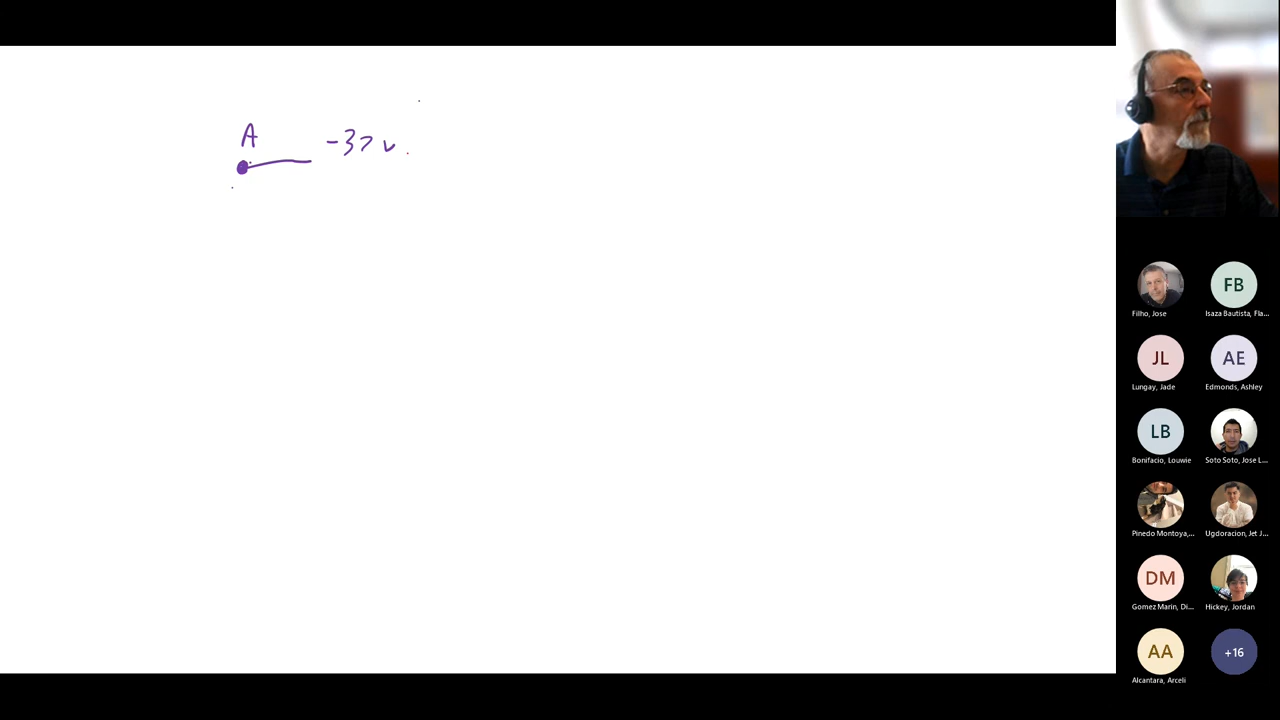 A
-37 v
Filho, Jose
FB
Isaza Bautista, Fla...
JL
Lungay, Jade
AE
Edmonds, Ashley
LB
Bonifacio, Louwie
Soto Soto, Jose L...
Pinedo Montoya,...
Ugdoracion, Jet J...
DM
Gomez Marin, Di...
Hickey, Jordan
AA
Alcantara, Arceli
+16